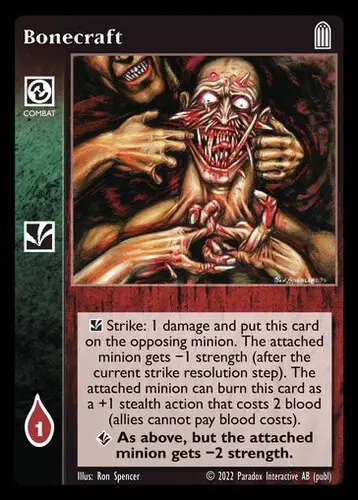 Bonecraft
COMBAT
Strike: 1 damage and put this card
on the opposing minion. The attached
minion gets −1 strength (after the
current strike resolution step). The
attached minion can burn this card as
a +1 stealth action that costs 2 blood
(allies cannot pay blood costs).
As above, but the attached
minion gets −2 strength.
1
Illus: Ron Spencer © 2022 Paradox Interactive AB (publ)